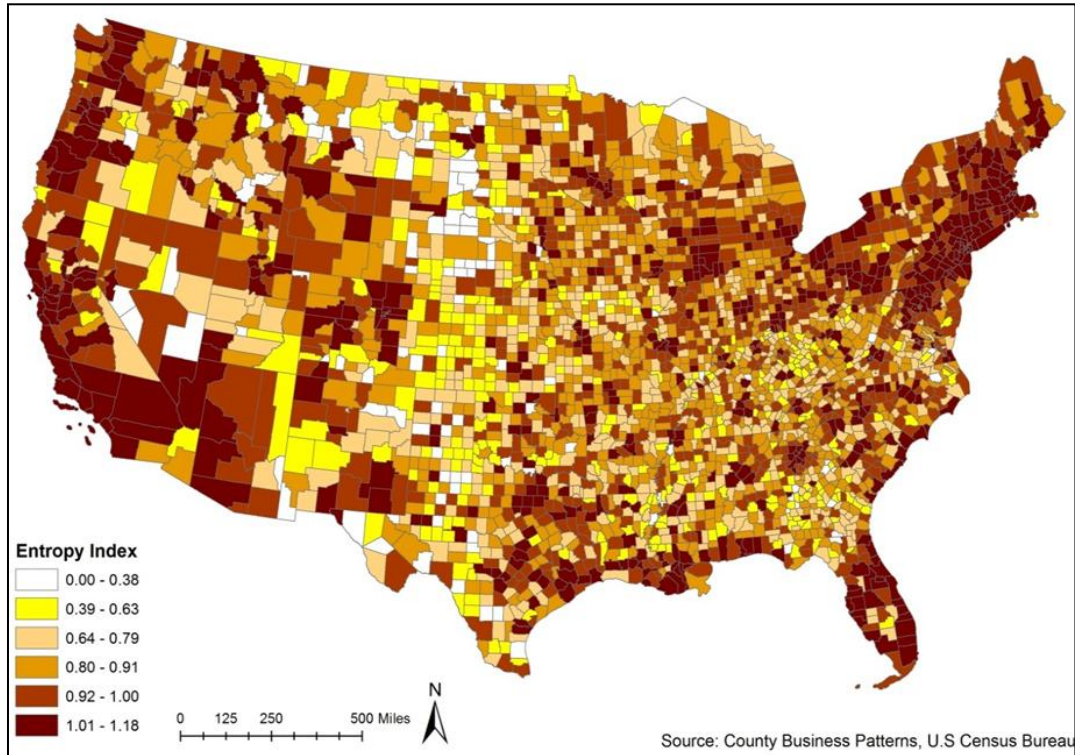 Entropy Index
0.00 - 0.38
0.39 - 0.63
0.64 - 0.79
0.80 - 0.91
0.92 - 1.00
1.01 - 1.18
0 125 250 500 Miles
N
Source: County Business Patterns, U.S Census Bureau